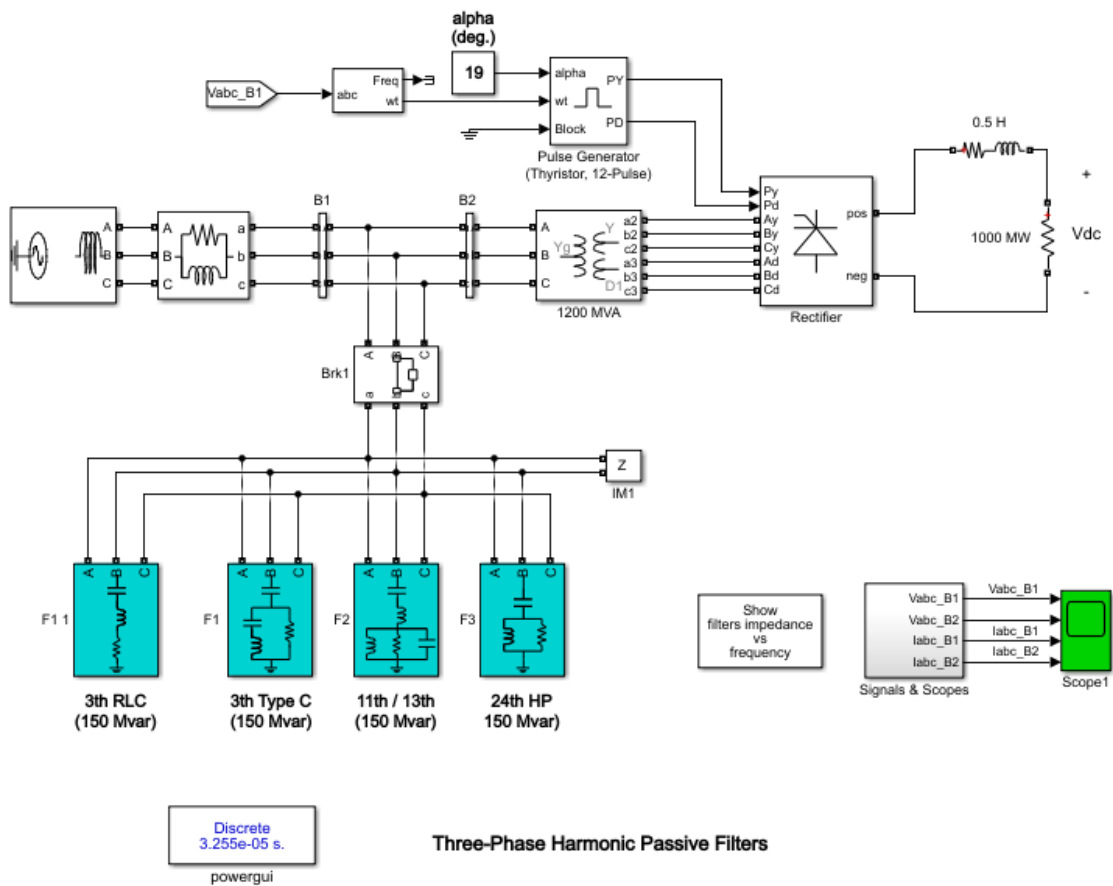 alpha
(deg.)
19
Vabc_B1
abc
Freq
wt
alpha
wt
Block
PY
PD
Pulse Generator
(Thyristor, 12-Pulse)
0.5 H
+
1000 MW
Vdc
-
Py
Pd
Ay
By
Cy
Ad
Bd
Cd
pos
neg
Rectifier
B1
B2
A
B
C
A
B
C
a
b
c
A
B
C
Yg
Y
D1
a2
b2
c2
a3
b3
c3
1200 MVA
Brk1
A
B
C
a
c
Z
IM1
A
B
C
A
B
C
A
B
C
A
B
C
F1 1
F1
F2
F3
3th RLC
(150 Mvar)
3th Type C
(150 Mvar)
11th / 13th
(150 Mvar)
24th HP
150 Mvar)
Show
filters impedance
vs
frequency
Vabc_B1
Vabc_B2
Iabc_B1
Iabc_B2
Vabc_B1
Vabc_B2
Iabc_B1
Iabc_B2
Signals & Scopes
Scope1
Discrete
3.255e-05 s.
powergui
Three-Phase Harmonic Passive Filters